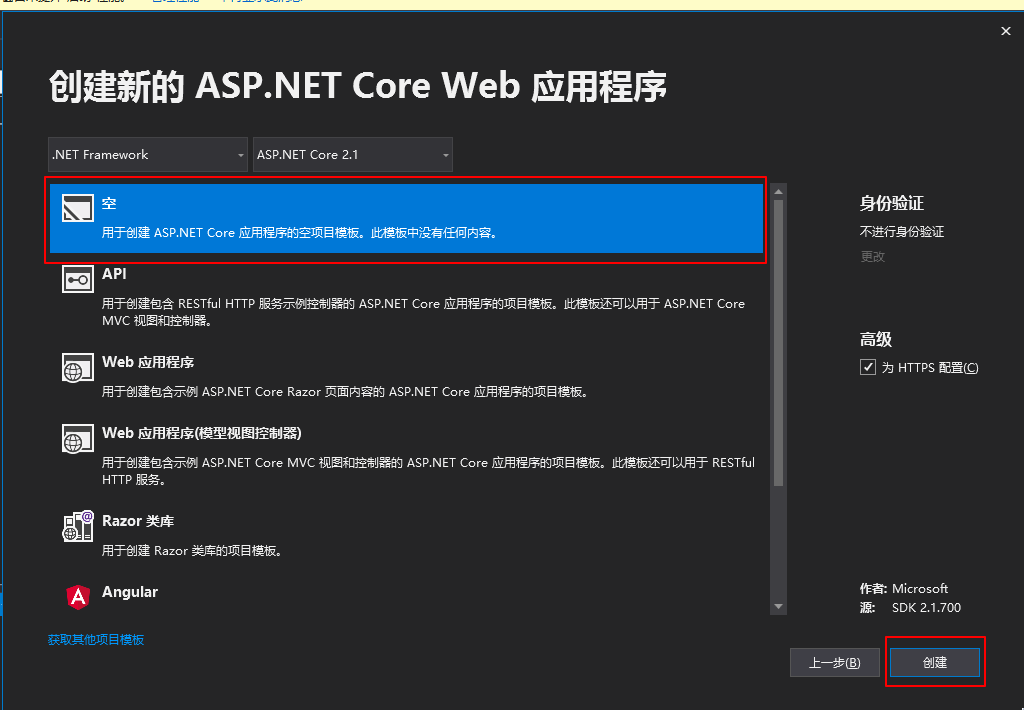 创建新的 ASP.NET Core Web 应用程序
.NET Framework
ASP.NET Core 2.1
空
用于创建 ASP.NET Core 应用程序的空项目模板。此模板中没有任何内容。
API
用于创建包含 RESTful HTTP 服务示例控制器的 ASP.NET Core 应用程序的项目模板。此模板还可以用于 ASP.NET Core
MVC 视图和控制器。
Web 应用程序
用于创建包含示例 ASP.NET Core Razor 页面内容的 ASP.NET Core 应用程序的项目模板。
Web 应用程序(模型视图控制器)
用于创建包含示例 ASP.NET Core MVC 视图和控制器的 ASP.NET Core 应用程序的项目模板。此模板还可以用于 RESTful
HTTP 服务。
Razor 类库
用于创建 Razor 类库的项目模板。
Angular
获取其他项目模板
身份验证
不进行身份验证
更改
高级
为 HTTPS 配置(C)
作者: Microsoft
源: SDK 2.1.700
上一步(B)
创建